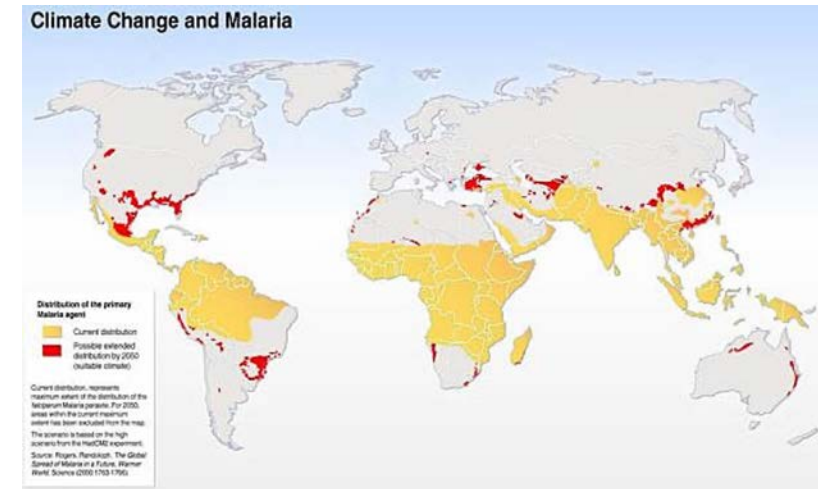 Climate Change and Malaria
Distribution of the primary
Malaria agent
Current distribution
Possible extended
distribution by 2050
(suitable climate)
Current distribution, represents
maximum extent of the distribution of the
falciparum Malaria parasite. For 2050,
areas within the current maximum
extent has been excluded from the map.
The scenario is based on the high
scenario from the HadCM2 experiment.
Source: Rogers, Randolph. The Global
Spread of Malaria in a Future, Warmer
World. Science (2000:1763-1766).